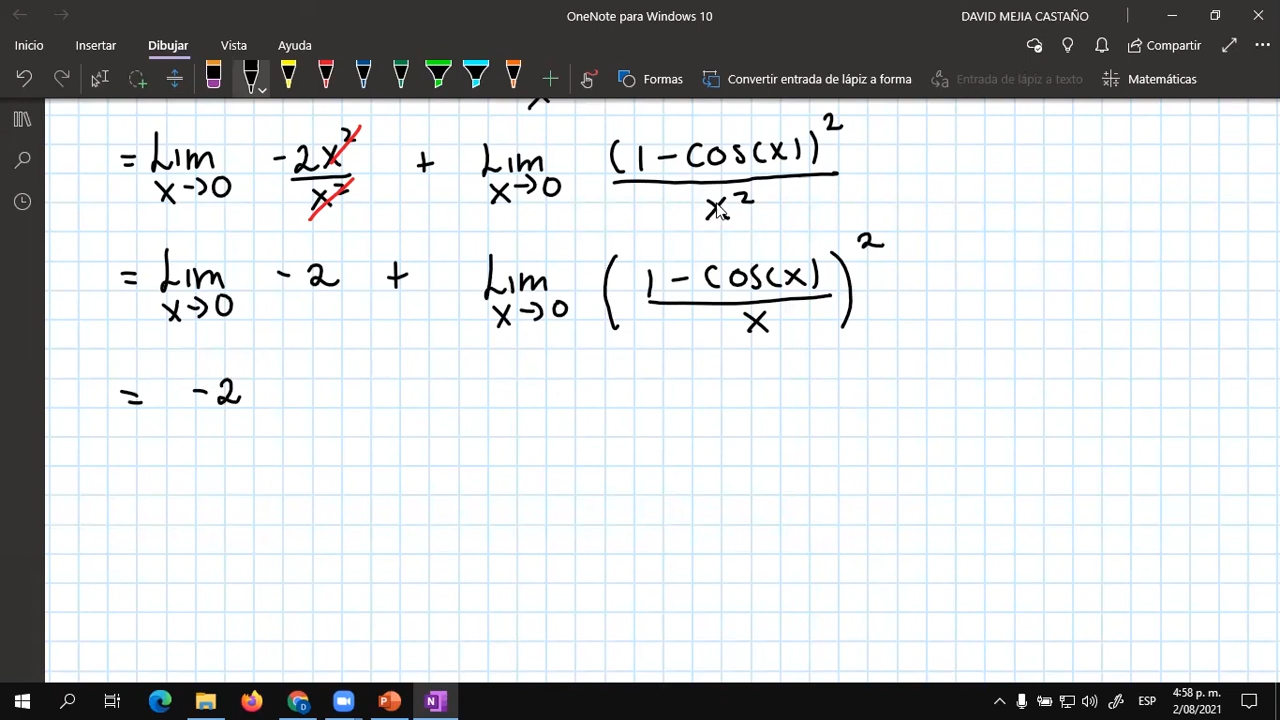 OneNote para Windows 10
DAVID MEJIA CASTAÑO
Inicio Insertar Dibujar Vista Ayuda
Compartir
Formas Convertir entrada de lápiz a forma Entrada de lápiz a texto Matemáticas
x
= Lim x→0 -2x²/x² + Lim x→0 (1 - Cos(x))²/x²
= Lim x→0 -2 + Lim x→0 (1 - Cos(x)/x)²
= -2
ESP
4:58 p. m.
2/08/2021